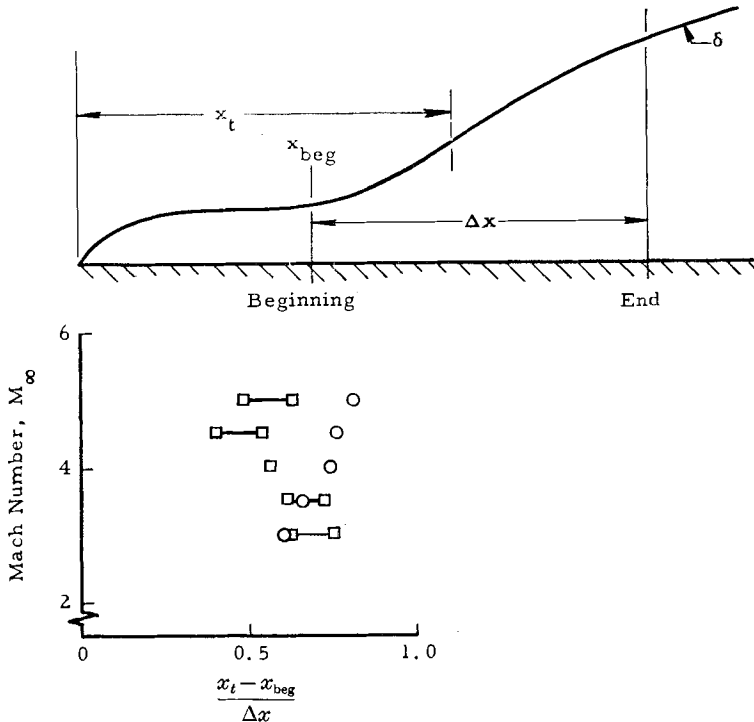 δ
x_t
x_beg
Δx
Beginning
End
6
4
2
Mach Number, M_∞
0
0.5
1.0
x_t − x_beg
Δx